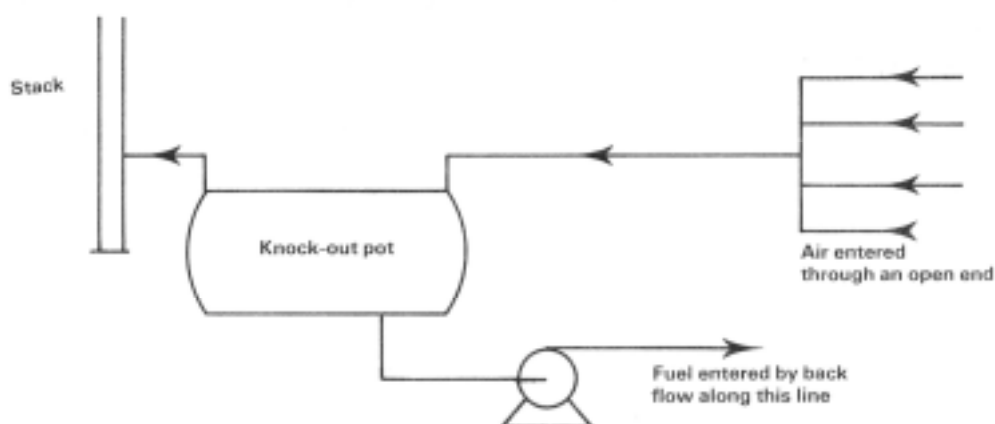 Stack
Knock-out pot
Air entered
through an open end
Fuel entered by back
flow along this line